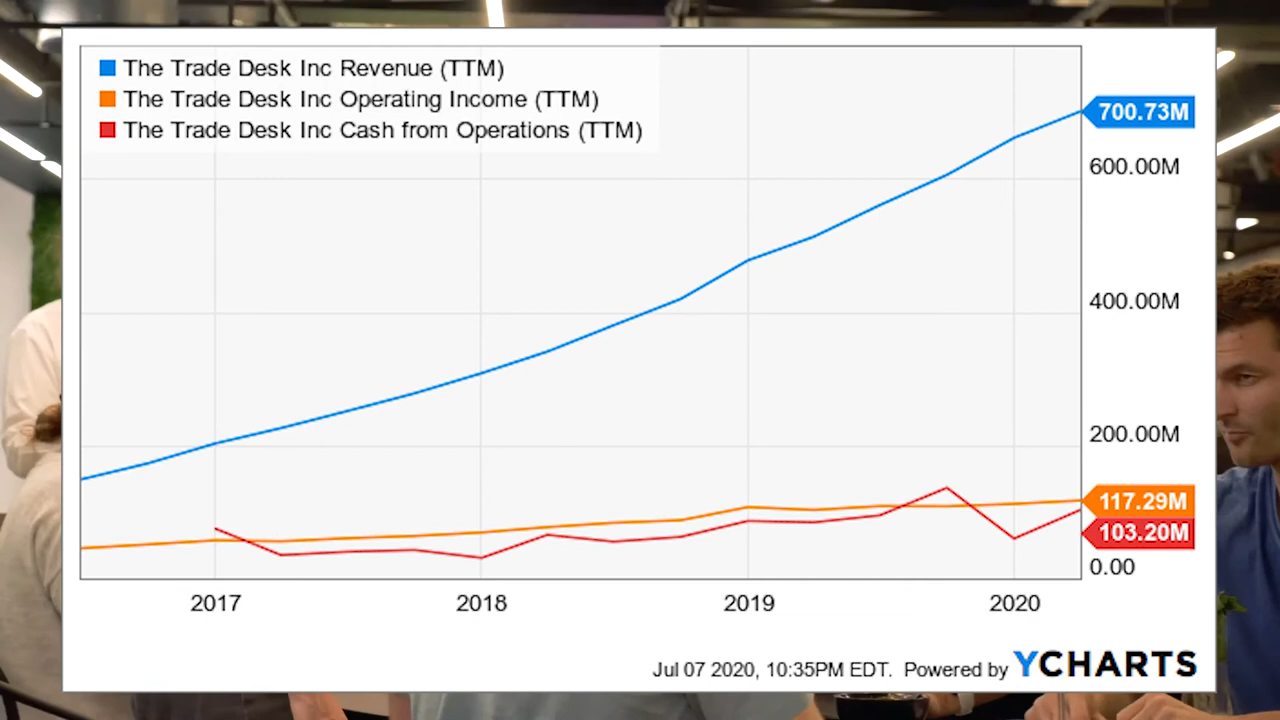 The Trade Desk Inc Revenue (TTM)
The Trade Desk Inc Operating Income (TTM)
The Trade Desk Inc Cash from Operations (TTM)
700.73M
600.00M
400.00M
200.00M
117.29M
103.20M
0.00
2017 2018 2019 2020
Jul 07 2020, 10:35PM EDT. Powered by YCHARTS